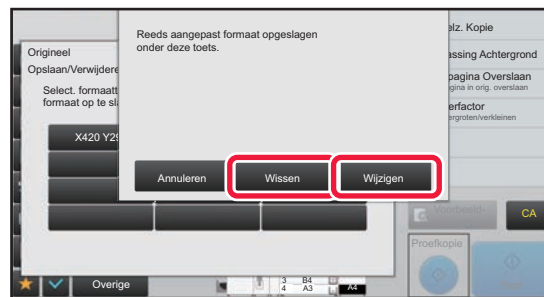 Reeds aangepast formaat opgeslagen
onder deze toets.
Annuleren
Wissen
Wijzigen
Origineel
Opslaan/Verwijdere
Select. formaatt
formaat op te sla
X420 Y29
elz. Kopie
assing Achtergrond
pagina Overslaan
agina in orig. overslaan
erfactor
ergroten/verkleinen
Voorbeeld
CA
Proefkopie
Overige
3 B4
4 A3
A4